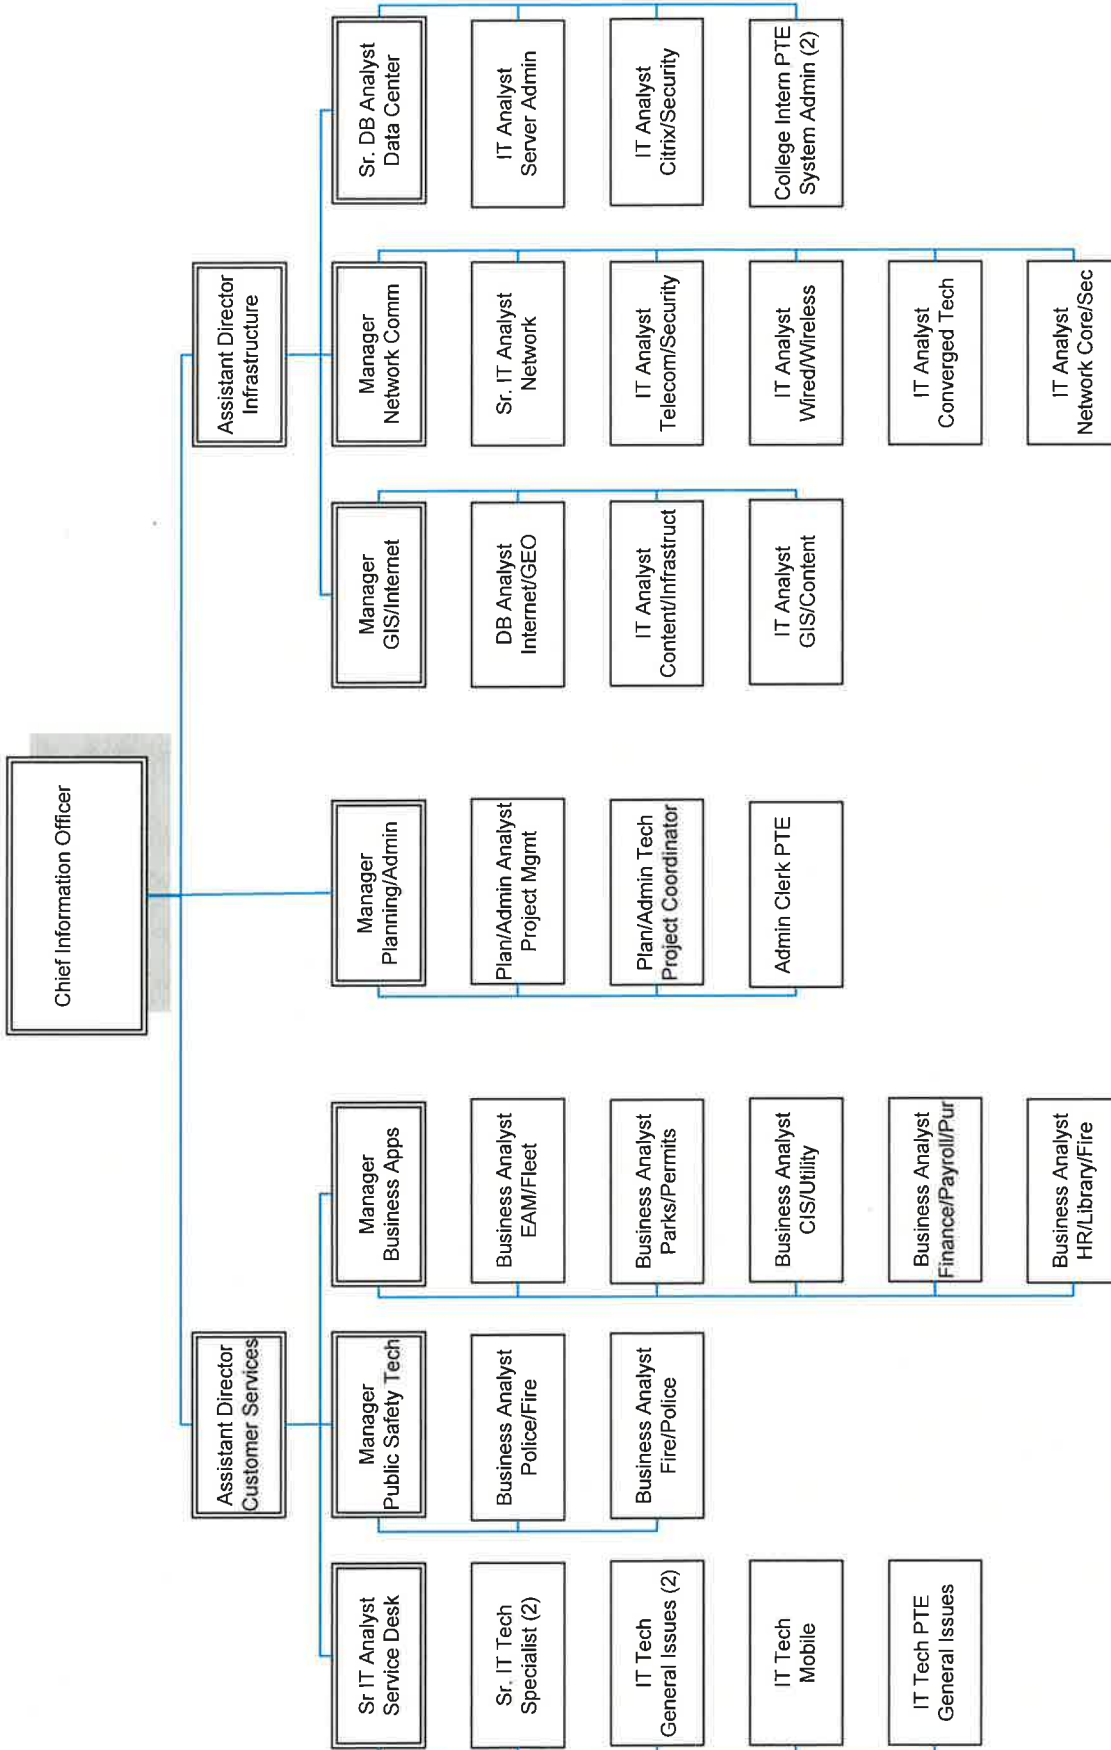 Chief Information Officer
Assistant Director
Customer Services
Assistant Director
Infrastructure
Sr IT Analyst
Service Desk
Sr. IT Tech
Specialist (2)
IT Tech
General Issues (2)
IT Tech
Mobile
IT Tech PTE
General Issues
Manager
Public Safety Tech
Business Analyst
Police/Fire
Business Analyst
Fire/Police
Manager
Business Apps
Business Analyst
EAM/Fleet
Business Analyst
Parks/Permits
Business Analyst
CIS/Utility
Business Analyst
Finance/Payroll/Pur
Business Analyst
HR/Library/Fire
Manager
Planning/Admin
Plan/Admin Analyst
Project Mgmt
Plan/Admin Tech
Project Coordinator
Admin Clerk PTE
Manager
GIS/Internet
DB Analyst
Internet/GEO
IT Analyst
Content/Infrastruct
IT Analyst
GIS/Content
Manager
Network Comm
Sr. IT Analyst
Network
IT Analyst
Telecom/Security
IT Analyst
Wired/Wireless
IT Analyst
Converged Tech
IT Analyst
Network Core/Sec
Sr. DB Analyst
Data Center
IT Analyst
Server Admin
IT Analyst
Citrix/Security
College Intern PTE
System Admin (2)